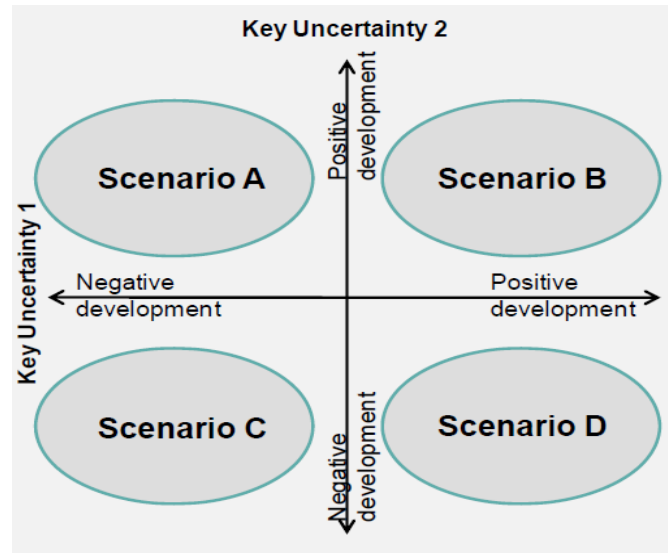 Key Uncertainty 2
Positive
development
Scenario A
Scenario B
Key Uncertainty 1
Negative
development
Positive
development
Scenario C
Scenario D
Negative
development